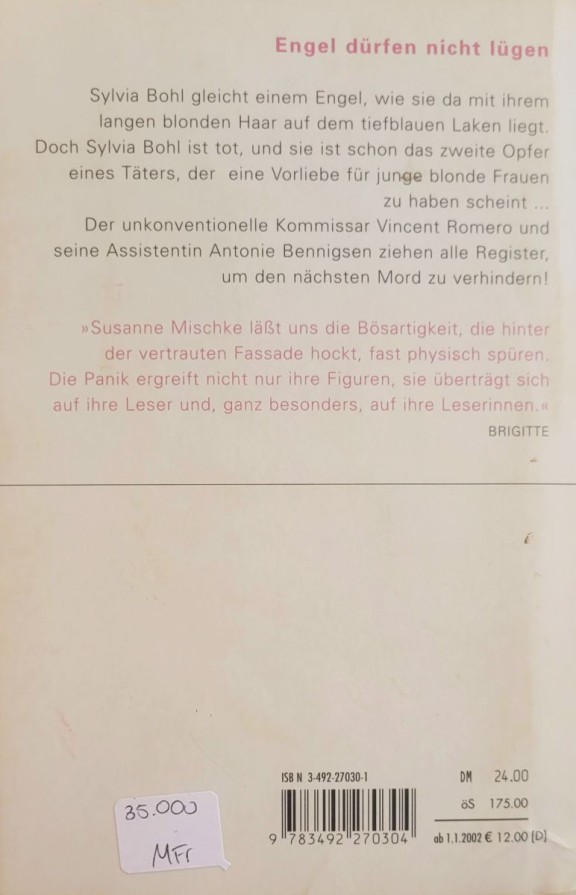 Engel dürfen nicht lügen
Sylvia Bohl gleicht einem Engel, wie sie da mit ihrem
langen blonden Haar auf dem tiefblauen Laken liegt.
Doch Sylvia Bohl ist tot, und sie ist schon das zweite Opfer
eines Täters, der eine Vorliebe für junge blonde Frauen
zu haben scheint ...
Der unkonventionelle Kommissar Vincent Romero und
seine Assistentin Antonie Bennigsen ziehen alle Register,
um den nächsten Mord zu verhindern!
»Susanne Mischke läßt uns die Bösartigkeit, die hinter
der vertrauten Fassade hockt, fast physisch spüren.
Die Panik ergreift nicht nur ihre Figuren, sie überträgt sich
auf ihre Leser und, ganz besonders, auf ihre Leserinnen.«
BRIGITTE
ISBN 3-492-27030-1
9 783492 270304
DM 24.00
öS 175.00
ab 1.1.2002 € 12.00 [D]
35.000
MFr